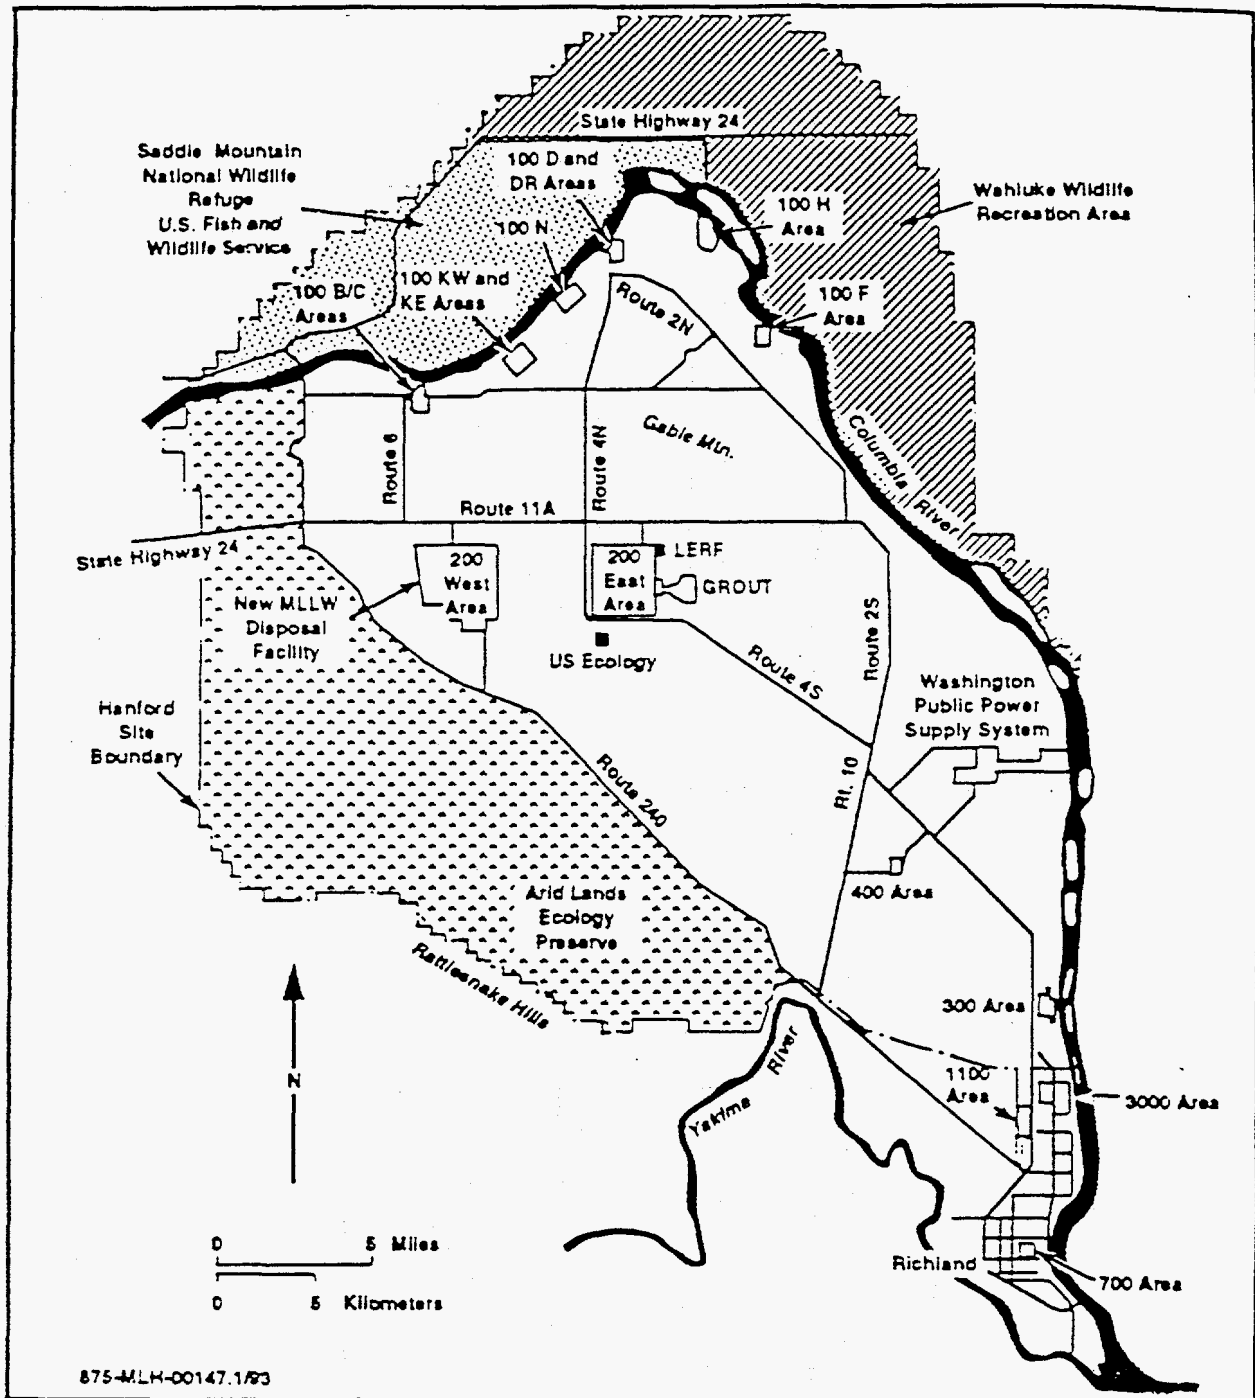 State Highway 24
Saddle Mountain
National Wildlife
Refuge
U.S. Fish and
Wildlife Service
100 D and
DR Areas
100 H
Area
Wahluke Wildlife
Recreation Area
100 N
100 B/C
Areas
100 KW and
KE Areas
Route 2N
100 F
Area
Route 6
Route 4N
Gable Mtn.
Columbia
River
Route 11A
State Highway 24
200
West
Area
200
East
Area
LERF
GROUT
New MLLW
Disposal
Facility
US Ecology
Route 4S
Route 2S
Washington
Public Power
Supply System
Hanford
Site
Boundary
Route 240
Rt. 10
400 Area
Arid Lands
Ecology
Preserve
Rattlesnake Hills
300 Area
N
Yakima
River
1100
Area
3000 Area
0 5 Miles
0 5 Kilometers
Richland
700 Area
875-MLH-00147.1/93